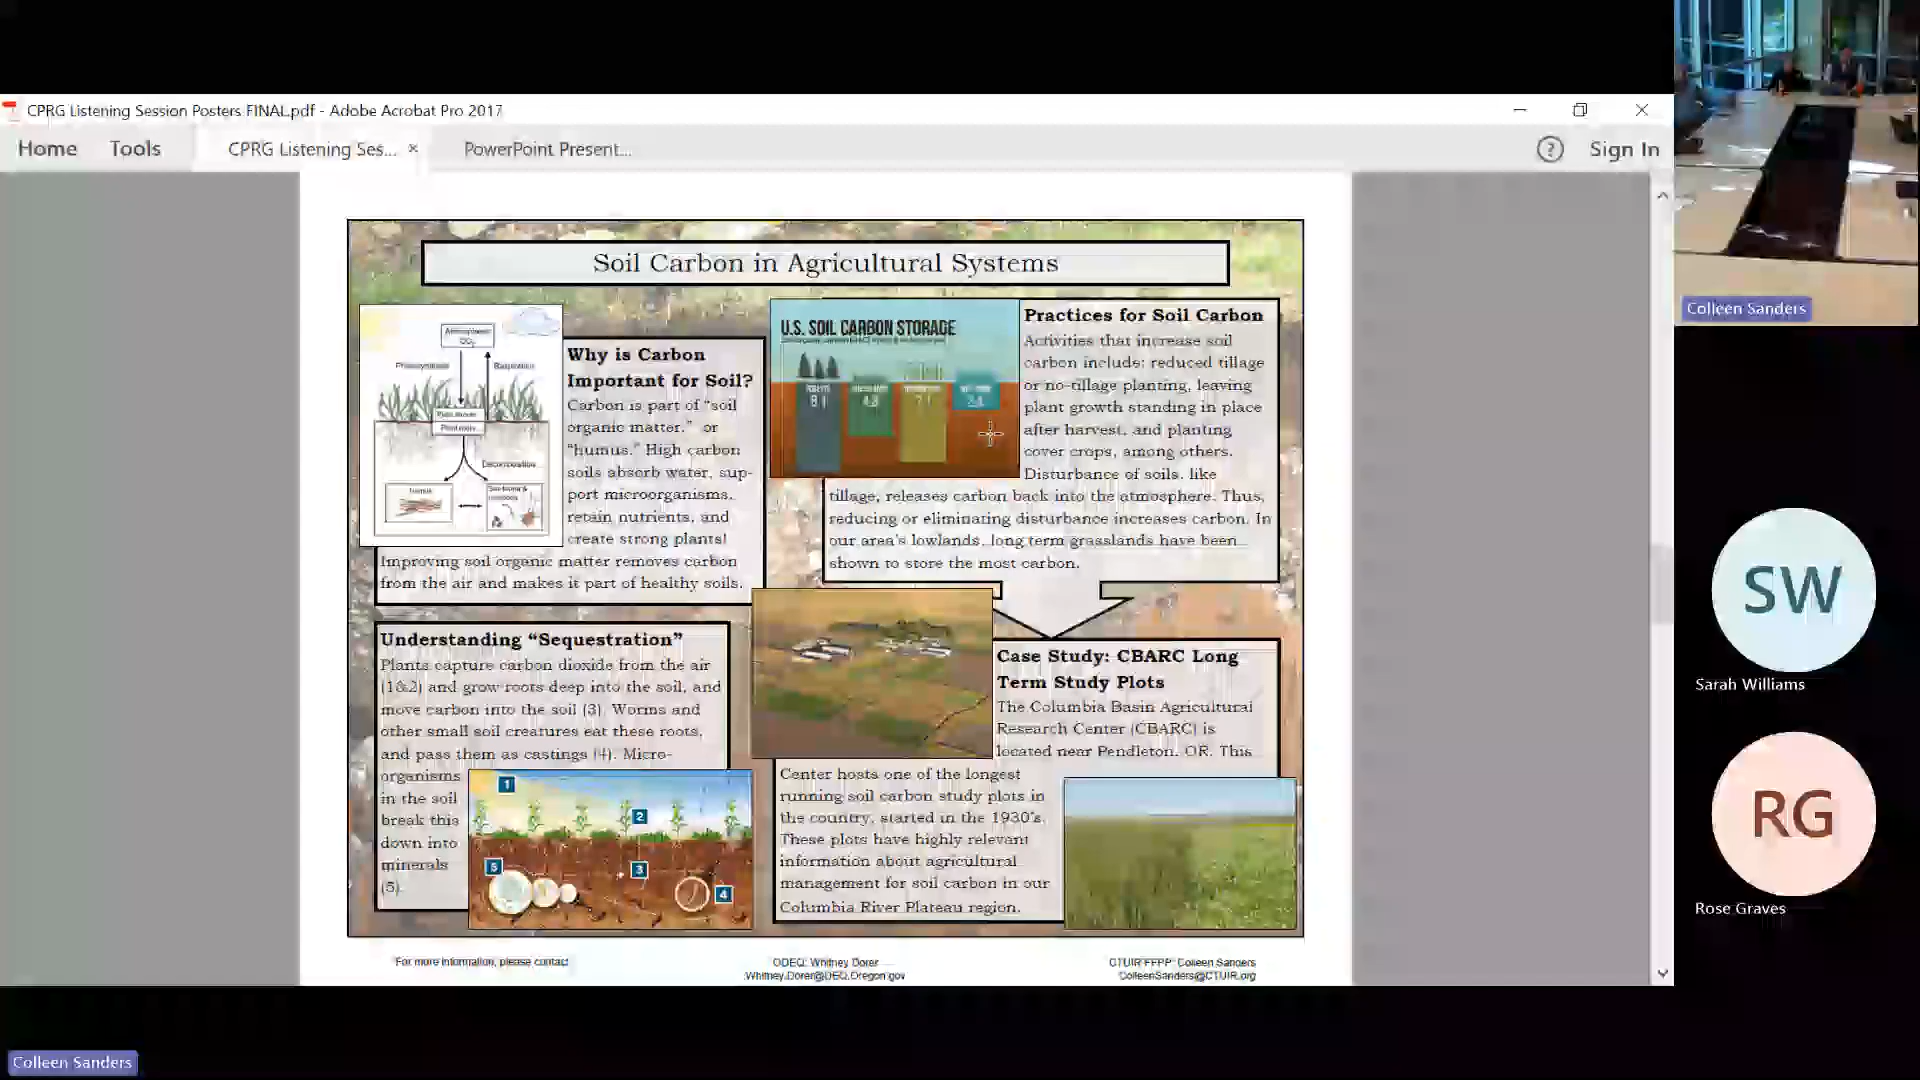 CPRG Listening Session Posters FINAL.pdf - Adobe Acrobat Pro 2017
Home
Tools
CPRG Listening Ses...
PowerPoint Present...
Sign In
Soil Carbon in Agricultural Systems
Atmospheric
CO2
Photosynthesis
Respiration
Decomposition
Why is Carbon
Important for Soil?
Carbon is part of "soil
organic matter," or
"humus." High carbon
soils absorb water, sup-
port microorganisms,
retain nutrients, and
create strong plants!
Improving soil organic matter removes carbon
from the air and makes it part of healthy soils.
U.S. SOIL CARBON STORAGE
Practices for Soil Carbon
Activities that increase soil
carbon include: reduced tillage
or no-tillage planting, leaving
plant growth standing in place
after harvest, and planting
cover crops, among others.
Disturbance of soils, like
tillage, releases carbon back into the atmosphere. Thus,
reducing or eliminating disturbance increases carbon. In
our area's lowlands, long term grasslands have been
shown to store the most carbon.
Understanding "Sequestration"
Plants capture carbon dioxide from the air
(1&2) and grow roots deep into the soil, and
move carbon into the soil (3). Worms and
other small soil creatures eat these roots,
and pass them as castings (4). Micro-
organisms
in the soil
break this
down into
minerals
(5).
1
2
3
4
5
Case Study: CBARC Long
Term Study Plots
The Columbia Basin Agricultural
Research Center (CBARC) is
located near Pendleton, OR. This
Center hosts one of the longest
running soil carbon study plots in
the country, started in the 1930's.
These plots have highly relevant
information about agricultural
management for soil carbon in our
Columbia River Plateau region.
For more information, please contact
ODEQ: Whitney Dorer
Whitney.Dorer@DEQ.Oregon.gov
CTUIR FFPP: Colleen Sanders
ColleenSanders@CTUIR.org
Colleen Sanders
SW
Sarah Williams
RG
Rose Graves
Colleen Sanders